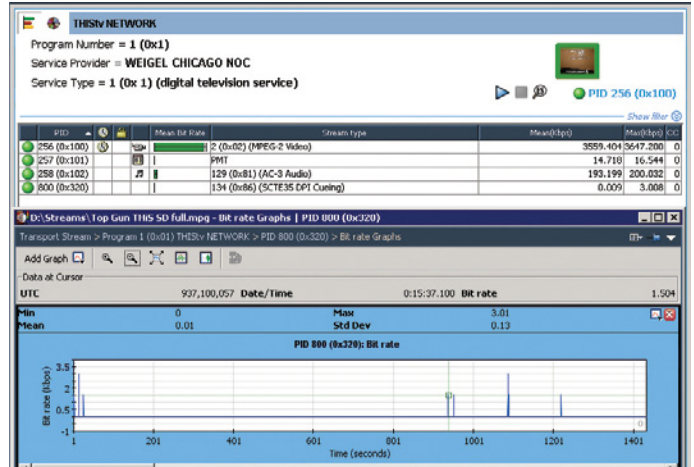 THIStv NETWORK
Program Number = 1 (0x1)
Service Provider = WEIGEL CHICAGO NOC
Service Type = 1 (0x 1) (digital television service)
PID 256 (0x100)
Show filter
PID Mean Bit Rate Stream type Mean(Kbps) Max(Kbps) CC
256 (0x100) 2 (0x02) (MPEG-2 Video) 3559.404 3647.200 0
257 (0x101) PMT 14.718 16.544 0
258 (0x102) 129 (0x81) (AC-3 Audio) 193.199 200.032 0
800 (0x320) 134 (0x86) (SCTE35 DPI Cueing) 0.009 3.008 0
D:\Streams\Top Gun THiS SD full.mpg - Bit rate Graphs | PID 800 (0x320)
Transport Stream > Program 1 (0x01) THIStv NETWORK > PID 800 (0x320) > Bit rate Graphs
Add Graph
Data at Cursor
UTC 937,100,057 Date/Time 0:15:37.100 Bit rate 1.504
Min 0 Max 3.01
Mean 0.01 Std Dev 0.13
PID 800 (0x320): Bit rate
Bit rate (kbps)
3.5
2
0.5
-1
0
1 201 401 601 801 1001 1201 1401
Time (seconds)